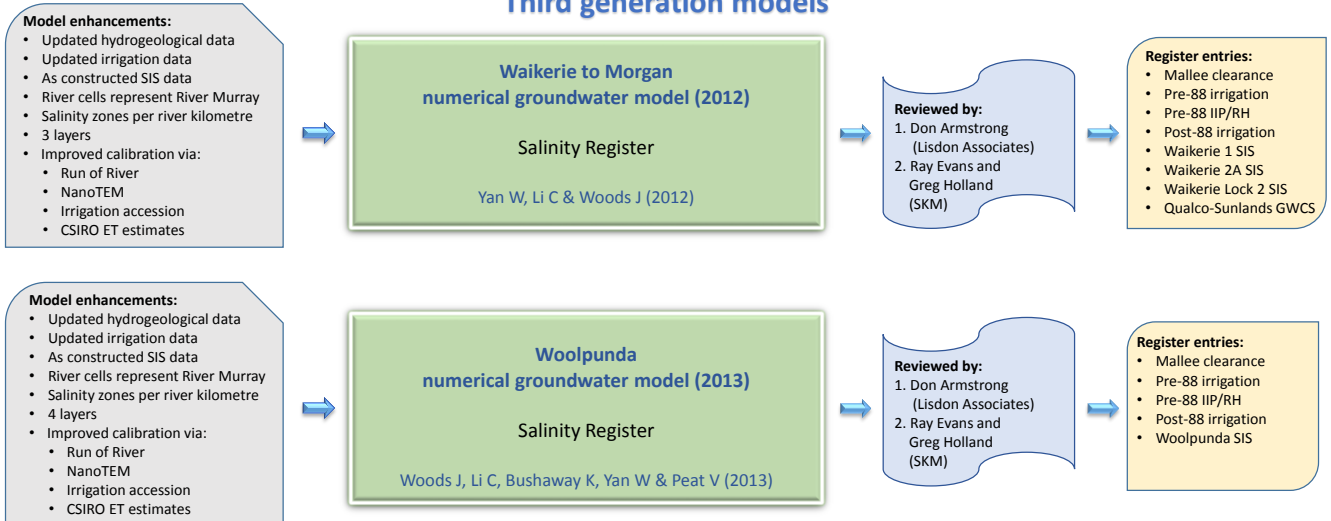 Third generation models
Model enhancements:
• Updated hydrogeological data
• Updated irrigation data
• As constructed SIS data
• River cells represent River Murray
• Salinity zones per river kilometre
• 3 layers
• Improved calibration via:
• Run of River
• NanoTEM
• Irrigation accession
• CSIRO ET estimates
Waikerie to Morgan
numerical groundwater model (2012)
Salinity Register
Yan W, Li C & Woods J (2012)
Reviewed by:
1. Don Armstrong
(Lisdon Associates)
2. Ray Evans and
Greg Holland
(SKM)
Register entries:
• Mallee clearance
• Pre-88 irrigation
• Pre-88 IIP/RH
• Post-88 irrigation
• Waikerie 1 SIS
• Waikerie 2A SIS
• Waikerie Lock 2 SIS
• Qualco-Sunlands GWCS
Model enhancements:
• Updated hydrogeological data
• Updated irrigation data
• As constructed SIS data
• River cells represent River Murray
• Salinity zones per river kilometre
• 4 layers
• Improved calibration via:
• Run of River
• NanoTEM
• Irrigation accession
• CSIRO ET estimates
Woolpunda
numerical groundwater model (2013)
Salinity Register
Woods J, Li C, Bushaway K, Yan W & Peat V (2013)
Reviewed by:
1. Don Armstrong
(Lisdon Associates)
2. Ray Evans and
Greg Holland
(SKM)
Register entries:
• Mallee clearance
• Pre-88 irrigation
• Pre-88 IIP/RH
• Post-88 irrigation
• Woolpunda SIS